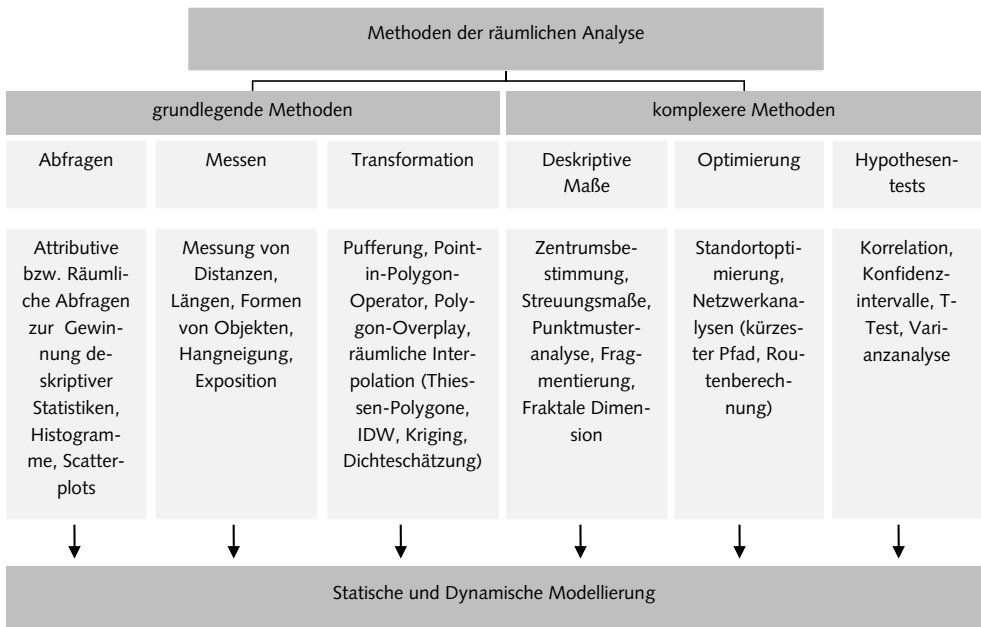 Methoden der räumlichen Analyse
grundlegende Methoden
komplexere Methoden
Abfragen
Messen
Transformation
Deskriptive
Maße
Optimierung
Hypothesen-
tests
Attributive
bzw. Räumli-
che Abfragen
zur Gewin-
nung de-
skriptiver
Statistiken,
Histogram-
me, Scatter-
plots
Messung von
Distanzen,
Längen, Formen
von Objekten,
Hangneigung,
Exposition
Pufferung, Point-
in-Polygon-
Operator, Poly-
gon-Overplay,
räumliche Inter-
polation (Thies-
sen-Polygone,
IDW, Kriging,
Dichteschätzung)
Zentrumsbe-
stimmung,
Streuungsmaße,
Punktmuster-
analyse, Frag-
mentierung,
Fraktale Dimen-
sion
Standortopti-
mierung,
Netzwerkana-
lysen (kürzes-
ter Pfad, Rou-
tenberech-
nung)
Korrelation,
Konfidenz-
intervalle, T-
Test, Vari-
anzanalyse
Statische und Dynamische Modellierung